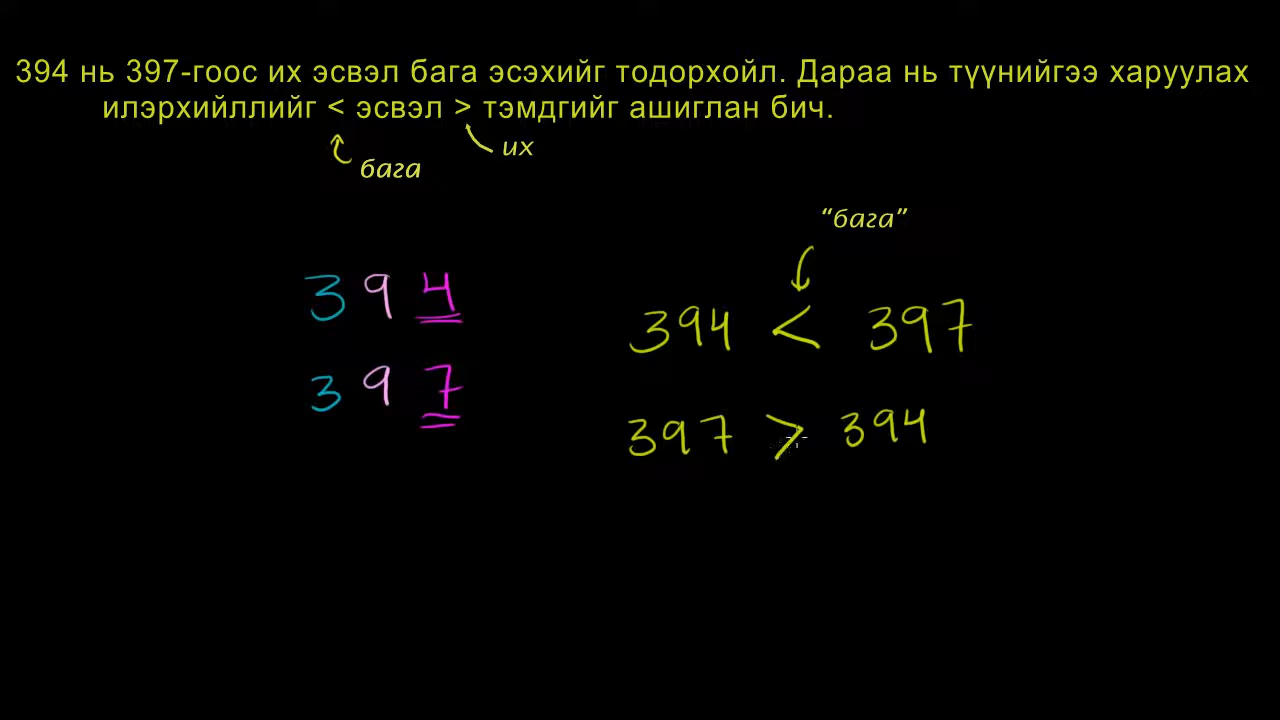 394 нь 397-гоос их эсвэл бага эсэхийг тодорхойл. Дараа нь түүнийгээ харуулах
илэрхийллийг < эсвэл > тэмдгийг ашиглан бич.
бага
их
“бага”
394
394 < 397
397
397 > 394